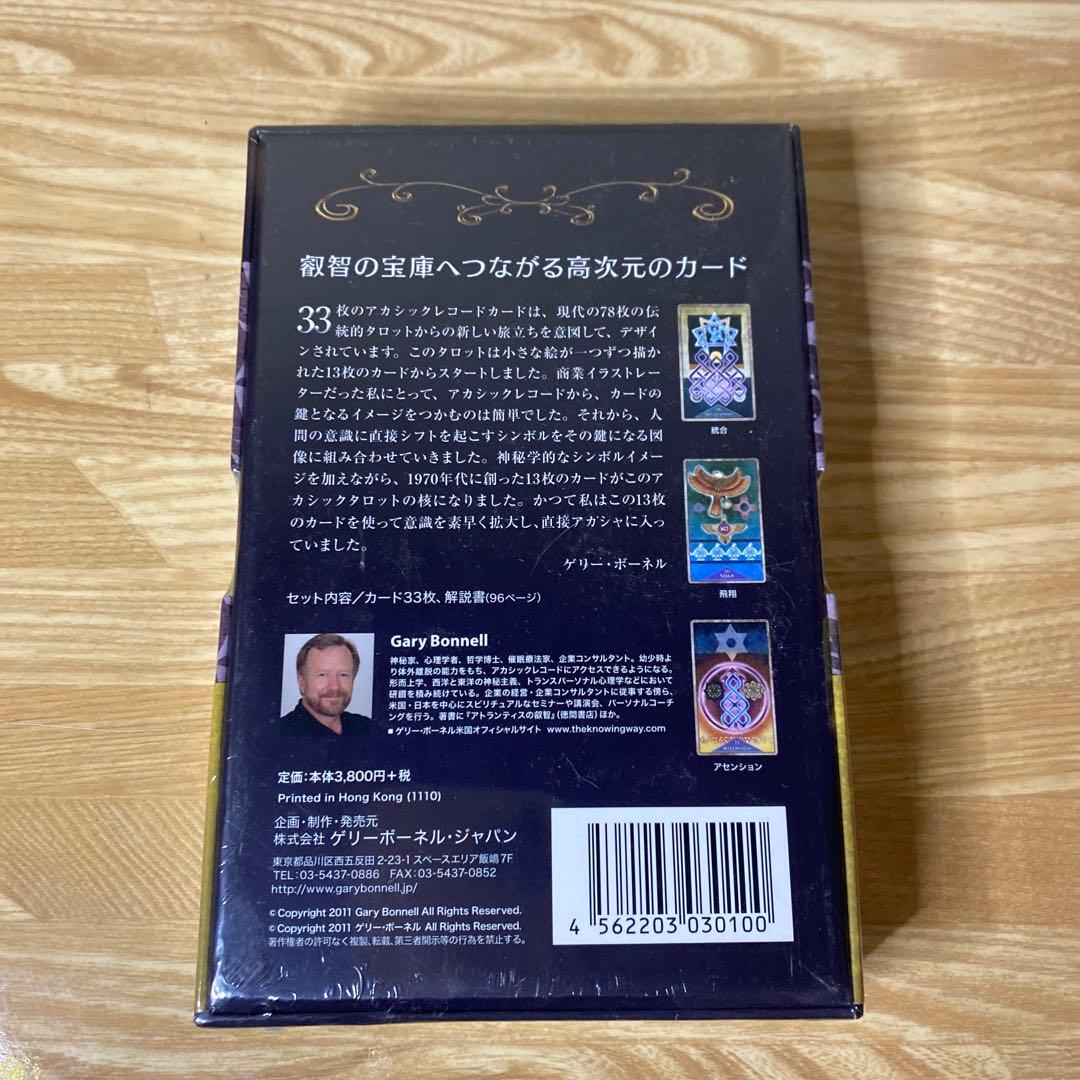 叡智の宝庫へつながる高次元のカード
33枚のアカシックレコードカードは、現代の78枚の伝
統的タロットからの新しい旅立ちを意図して、デザイ
ンされています。このタロットは小さな絵が一つずつ描か
れた13枚のカードからスタートしました。商業イラストレー
ターだった私にとって、アカシックレコードから、カードの
鍵となるイメージをつかむのは簡単でした。それから、人
間の意識に直接シフトを起こすシンボルをその鍵になる図
像に組み合わせていきました。神秘学的なシンボルイメー
ジを加えながら、1970年代に創った13枚のカードがこのア
カシックタロットの核になりました。かつて私はこの13枚
のカードを使って意識を素早く拡大し、直接アカシャに入っ
ていました。
ゲリー・ボーネル
統合
SOAR
飛翔
ASCENSION
アセンション
セット内容／カード33枚、解説書(96ページ)
Gary Bonnell
神秘家、心理学者、哲学博士、催眠療法家、企業コンサルタント。幼少時よ
り体外離脱の能力をもち、アカシックレコードにアクセスできるようになる。
形而上学、西洋と東洋の神秘主義、トランスパーソナル心理学などにおいて
研鑽を積み続けている。企業の経営・企業コンサルタントに従事する傍ら、
米国・日本を中心にスピリチュアルなセミナーや講演会、パーソナルコーチ
ングを行う。著書に『アトランティスの叡智』(徳間書店)ほか。
■ ゲリー・ボーネル米国オフィシャルサイト www.theknowingway.com
定価:本体3,800円+税
Printed in Hong Kong (1110)
企画・制作・発売元
株式会社 ゲリーボーネル・ジャパン
東京都品川区西五反田 2-23-1 スペースエリア飯嶋 7F
TEL:03-5437-0886 FAX:03-5437-0852
http://www.garybonnell.jp/
©Copyright 2011 Gary Bonnell All Rights Reserved.
©Copyright 2011 ゲリー・ボーネル All Rights Reserved.
著作権者の許可なく複製、転載、第三者開示等の行為を禁止する。
4 562203 030100